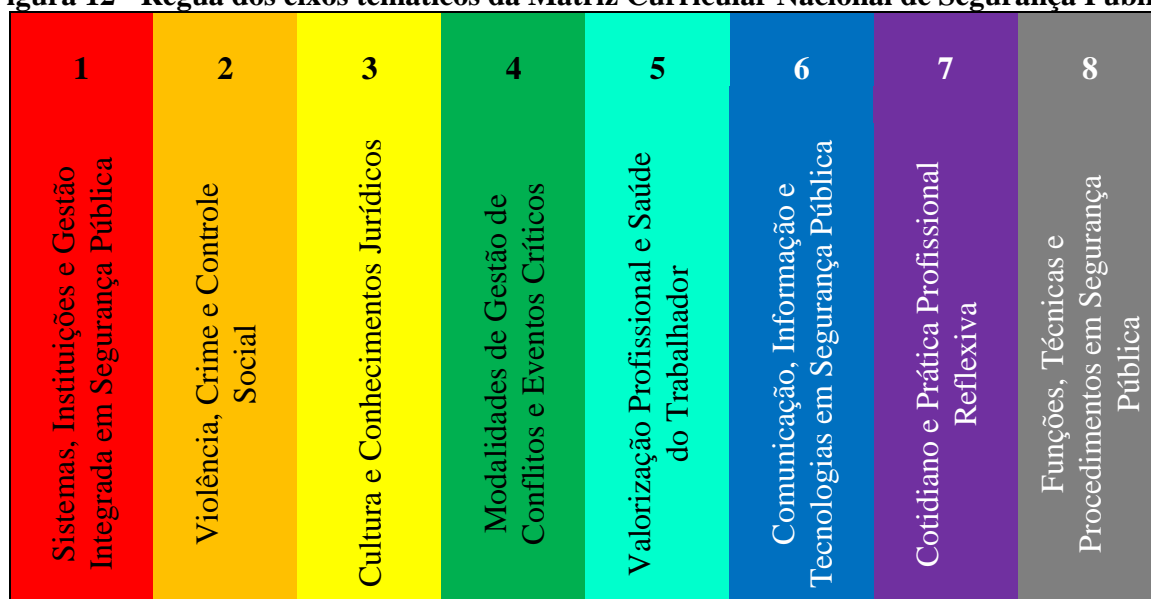 Figura 12 - Régua dos eixos temáticos da Matriz Curricular Nacional de Segurança
1
2
3
4
5
6
7
8
Sistemas, Instituições e Gestão
Integrada em Segurança Pública
Violência, Crime e Controle
Social
Cultura e Conhecimentos Jurídicos
Modalidades de Gestão de
Conflitos e Eventos Críticos
Valorização Profissional e Saúde
do Trabalhador
Comunicação, Informação e
Tecnologias em Segurança Pública
Cotidiano e Prática Profissional
Reflexiva
Funções, Técnicas e
Procedimentos em Segurança
Pública